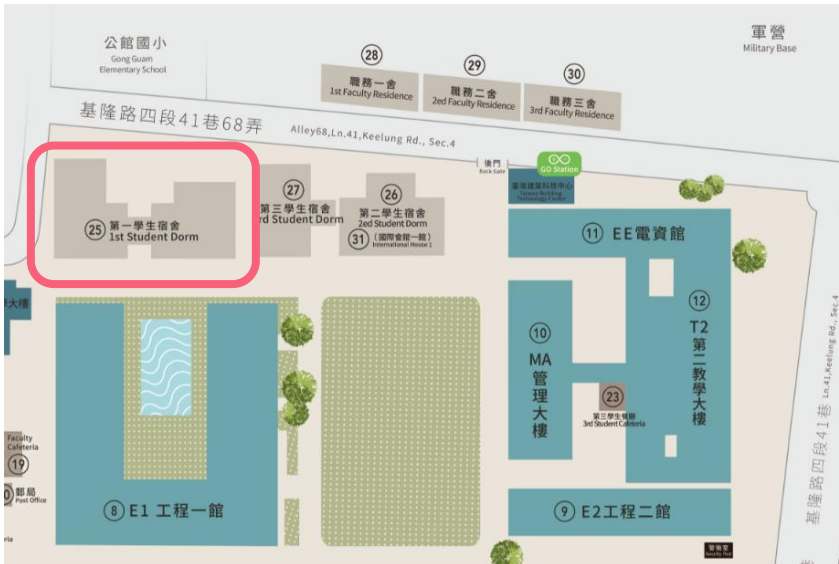 公館國小
Gong Guam
Elementary School
軍營
Military Base
28
職務一舍
1st Faculty Residence
29
職務二舍
2ed Faculty Residence
30
職務三舍
3rd Faculty Residence
基隆路四段41巷68弄
Alley68,Ln.41,Keelung Rd., Sec.4
後門
Back Gate
GO Station
臺灣建築科技中心
Taiwan Building
Technology Center
25 第一學生宿舍
1st Student Dorm
27
第三學生宿舍
rd Student Dorm
26
第二學生宿舍
2ed Student Dorm
31 (國際會館一館)
International House 1
11 EE電資館
12
T2
第二教學大樓
10
MA
管理大樓
23
第三學生餐廳
3rd Student Cafeteria
大樓
Faculty
Cafeteria
19
郵局
Post Office
8 E1 工程一館
9 E2工程二館
警衛室
Security Post
基隆路四段41巷
Ln.41,Keelung Rd., Sec.4